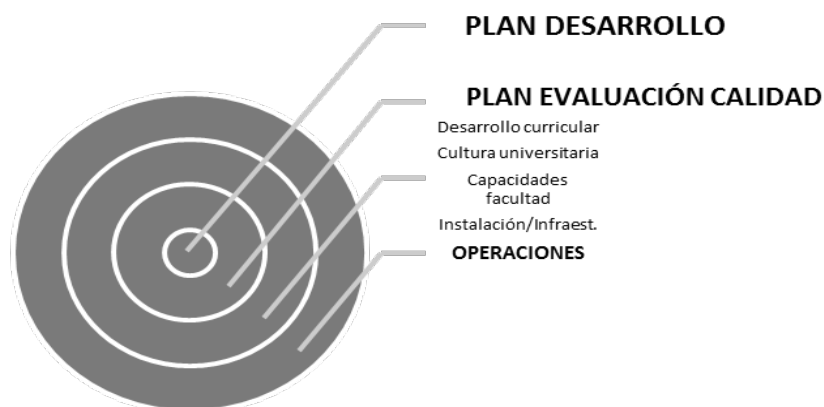 PLAN DESARROLLO
PLAN EVALUACIÓN CALIDAD
Desarrollo curricular
Cultura universitaria
Capacidades
facultad
Instalación/Infraest.
OPERACIONES